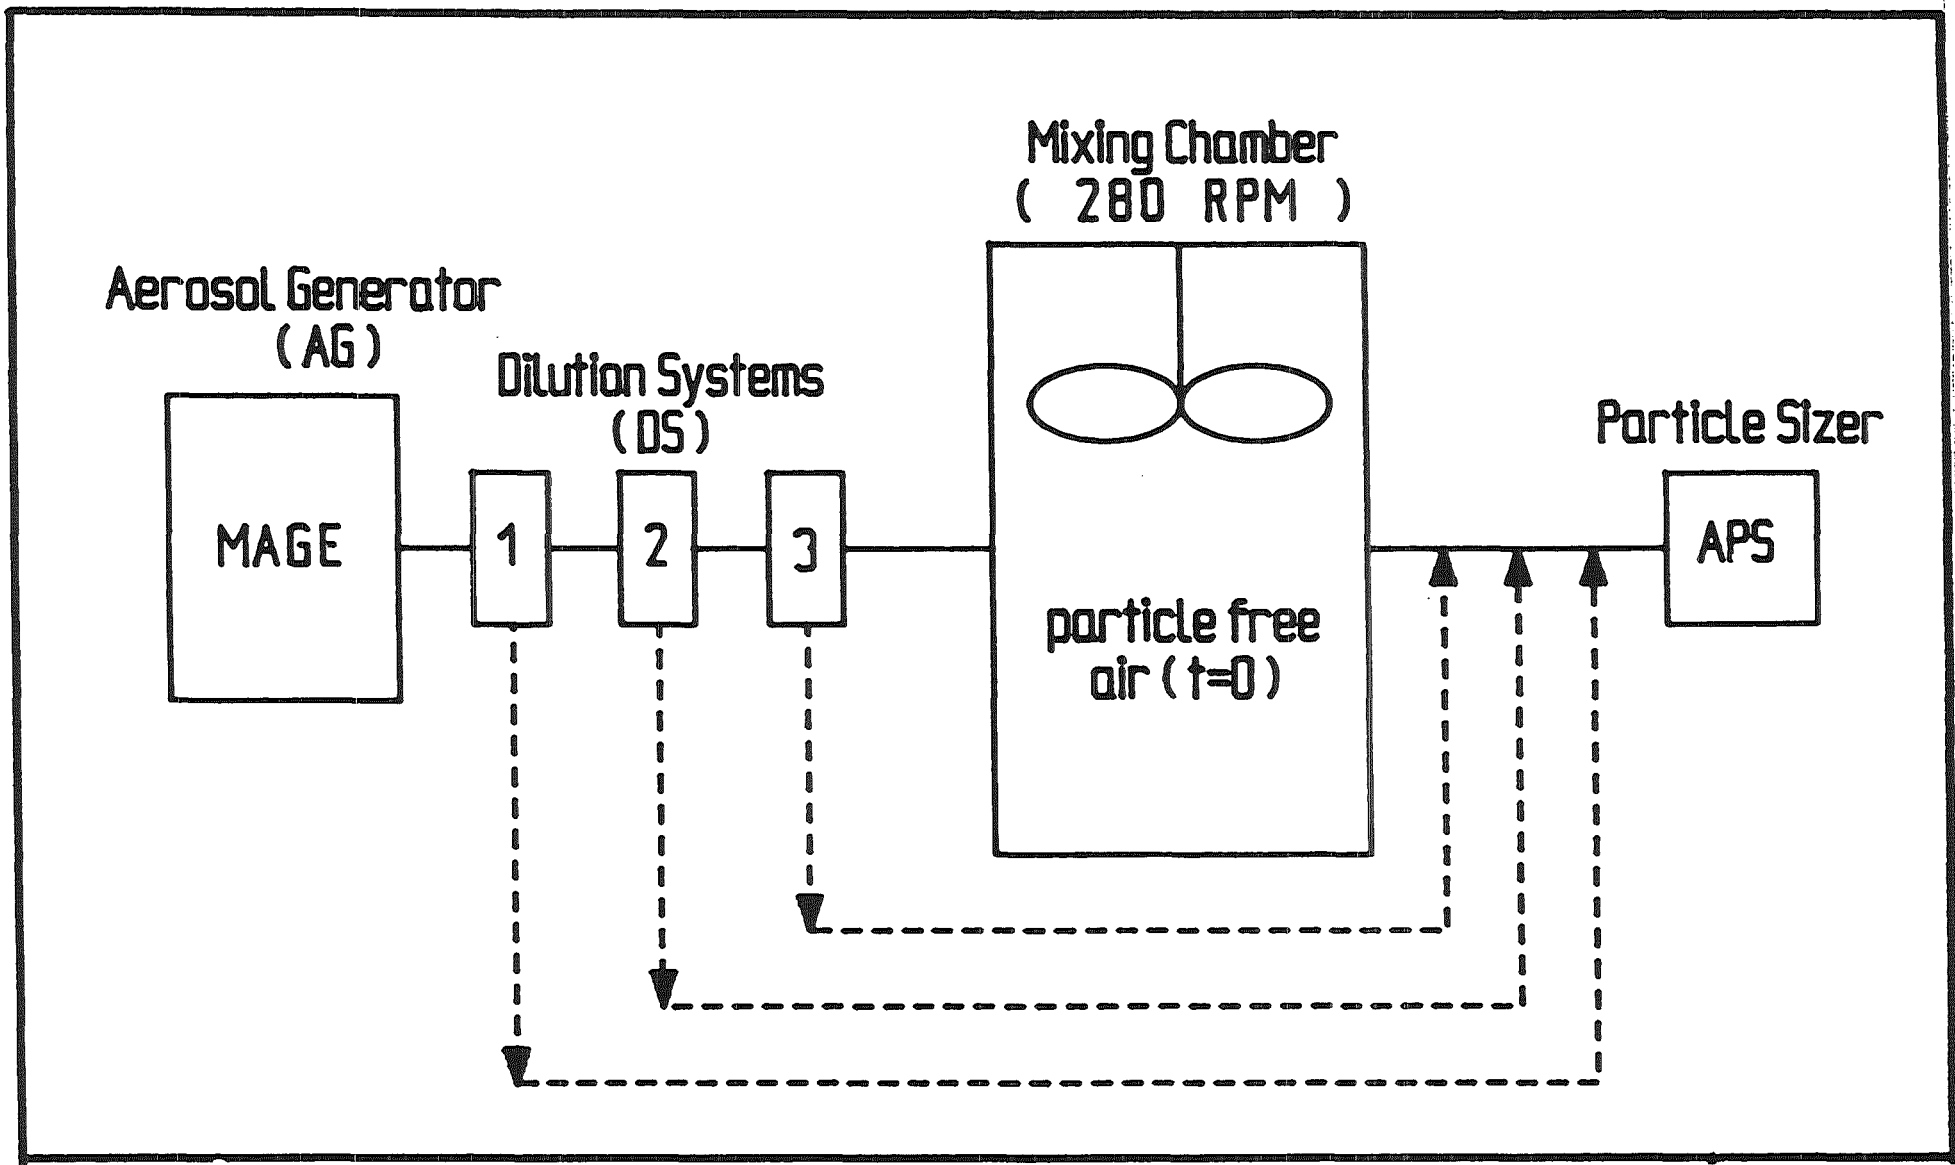 Mixing Chamber
( 280 RPM )
Aerosol Generator
(AG)
Dilution Systems
(DS)
Particle Sizer
MAGE
1
2
3
APS
particle free
air (t=0)